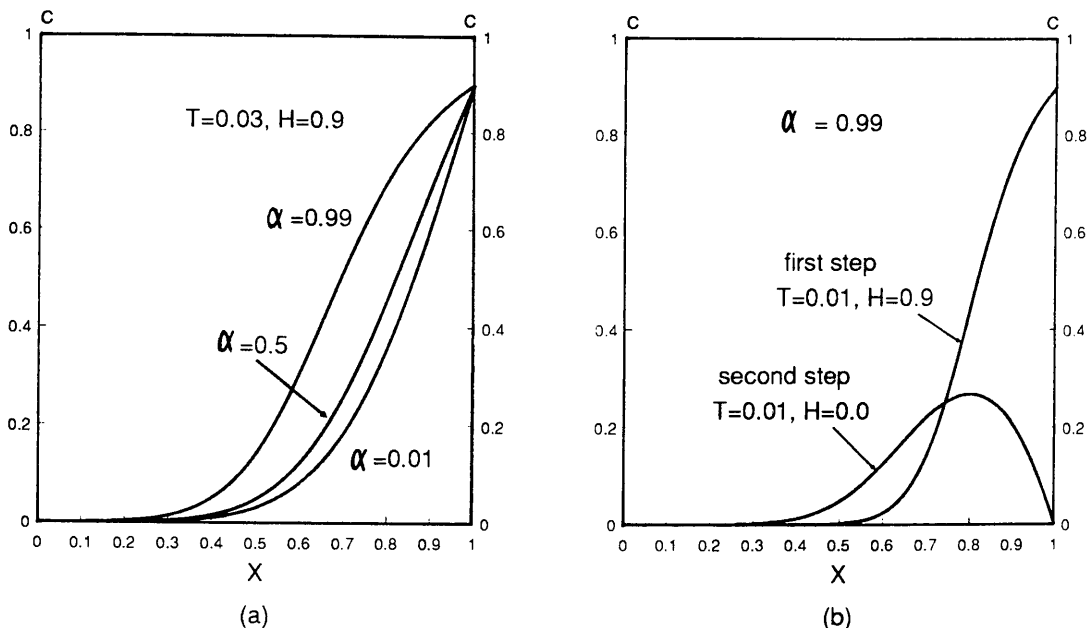 C C
1 1
T=0.03, H=0.9
0.8 0.8
α=0.99
0.6 0.6
α=0.5
0.4 0.4
0.2 0.2
α=0.01
0 0
0 0.1 0.2 0.3 0.4 0.5 0.6 0.7 0.8 0.9 1
X
(a)
C C
1 1
α = 0.99
0.8 0.8
0.6 0.6
first step
T=0.01, H=0.9
0.4 0.4
second step
T=0.01, H=0.0
0.2 0.2
0 0
0 0.1 0.2 0.3 0.4 0.5 0.6 0.7 0.8 0.9 1
X
(b)